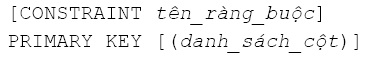 [CONSTRAINT tên_ràng_buộc]
PRIMARY KEY [(danh_sách_cột)]